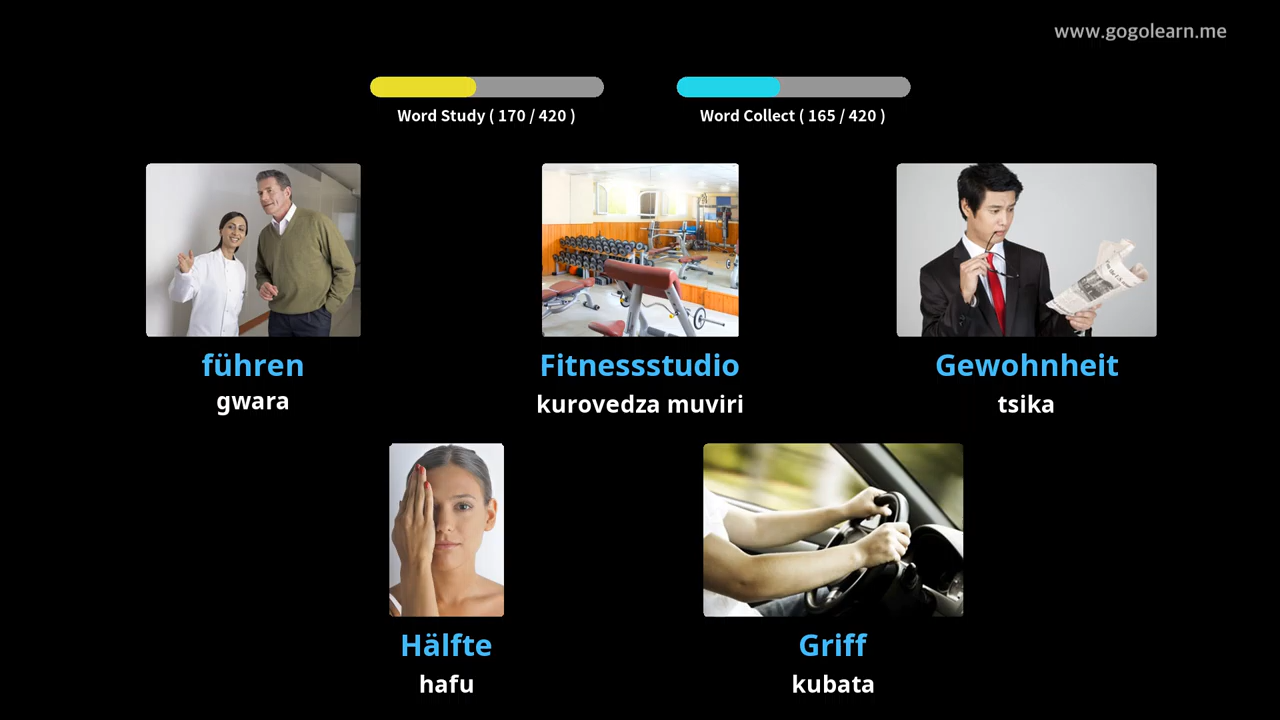 www.gogolearn.me
Word Study ( 170 / 420 )
Word Collect ( 165 / 420 )
führen
gwara
Fitnessstudio
kurovedza muviri
Gewohnheit
tsika
Hälfte
hafu
Griff
kubata